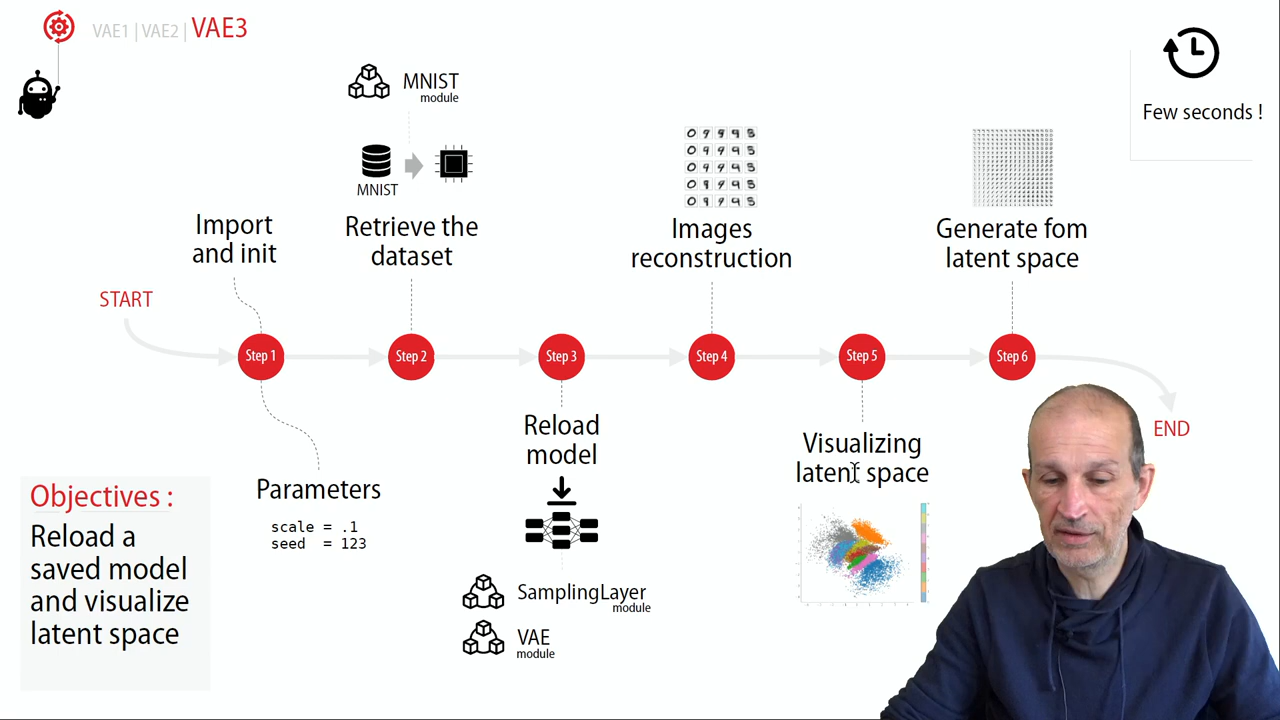 VAE1 | VAE2 | VAE3
Few seconds !
MNIST
module
MNIST
Import
and init
Retrieve the
dataset
Images
reconstruction
Generate fom
latent space
START
Step 1
Step 2
Step 3
Step 4
Step 5
Step 6
END
Parameters
scale = .1
seed  = 123
Reload
model
SamplingLayer
module
VAE
module
Visualizing
latent space
Objectives :
Reload a
saved model
and visualize
latent space